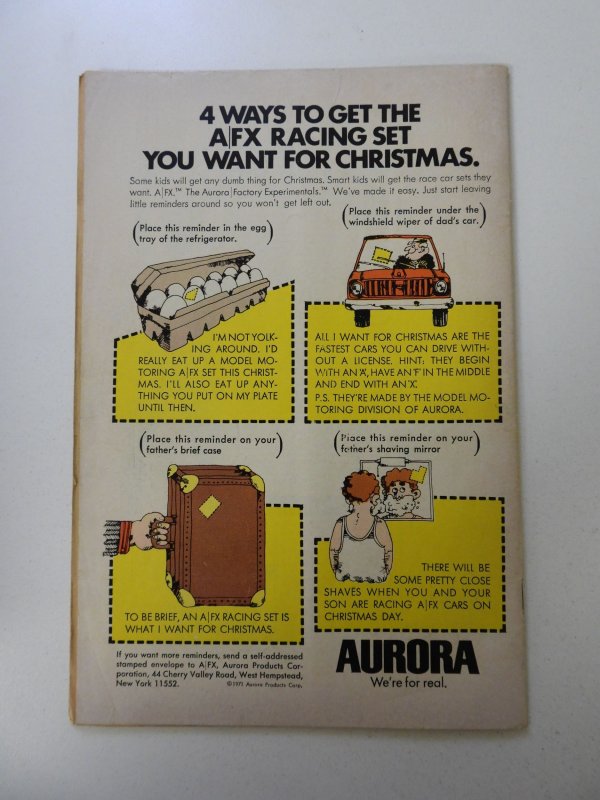 4 WAYS TO GET THE
A|FX RACING SET
YOU WANT FOR CHRISTMAS.
Some kids will get any dumb thing for Christmas. Smart kids will get the race car sets they
want. A|FX.™ The Aurora|Factory Experimentals.™ We've made it easy. Just start leaving
little reminders around so you won't get left out.
(Place this reminder in the egg
tray of the refrigerator.)
(Place this reminder under the
windshield wiper of dad's car.)
I'M NOT YOLK-
ING AROUND. I'D
REALLY EAT UP A MODEL MO-
TORING A|FX SET THIS CHRIST-
MAS. I'LL ALSO EAT UP ANY-
THING YOU PUT ON MY PLATE
UNTIL THEN.
ALL I WANT FOR CHRISTMAS ARE THE
FASTEST CARS YOU CAN DRIVE WITH-
OUT A LICENSE. HINT: THEY BEGIN
WITH AN 'A', HAVE AN 'F' IN THE MIDDLE
AND END WITH AN 'X'.
P.S. THEY'RE MADE BY THE MODEL MO-
TORING DIVISION OF AURORA.
(Place this reminder on your
father's brief case)
(Place this reminder on your
father's shaving mirror)
TO BE BRIEF, AN A|FX RACING SET IS
WHAT I WANT FOR CHRISTMAS.
THERE WILL BE
SOME PRETTY CLOSE
SHAVES WHEN YOU AND YOUR
SON ARE RACING A|FX CARS ON
CHRISTMAS DAY.
If you want more reminders, send a self-addressed
stamped envelope to A|FX, Aurora Products Cor-
poration, 44 Cherry Valley Road, West Hempstead,
New York 11552.
©1971 Aurora Products Corp.
AURORA
We're for real.